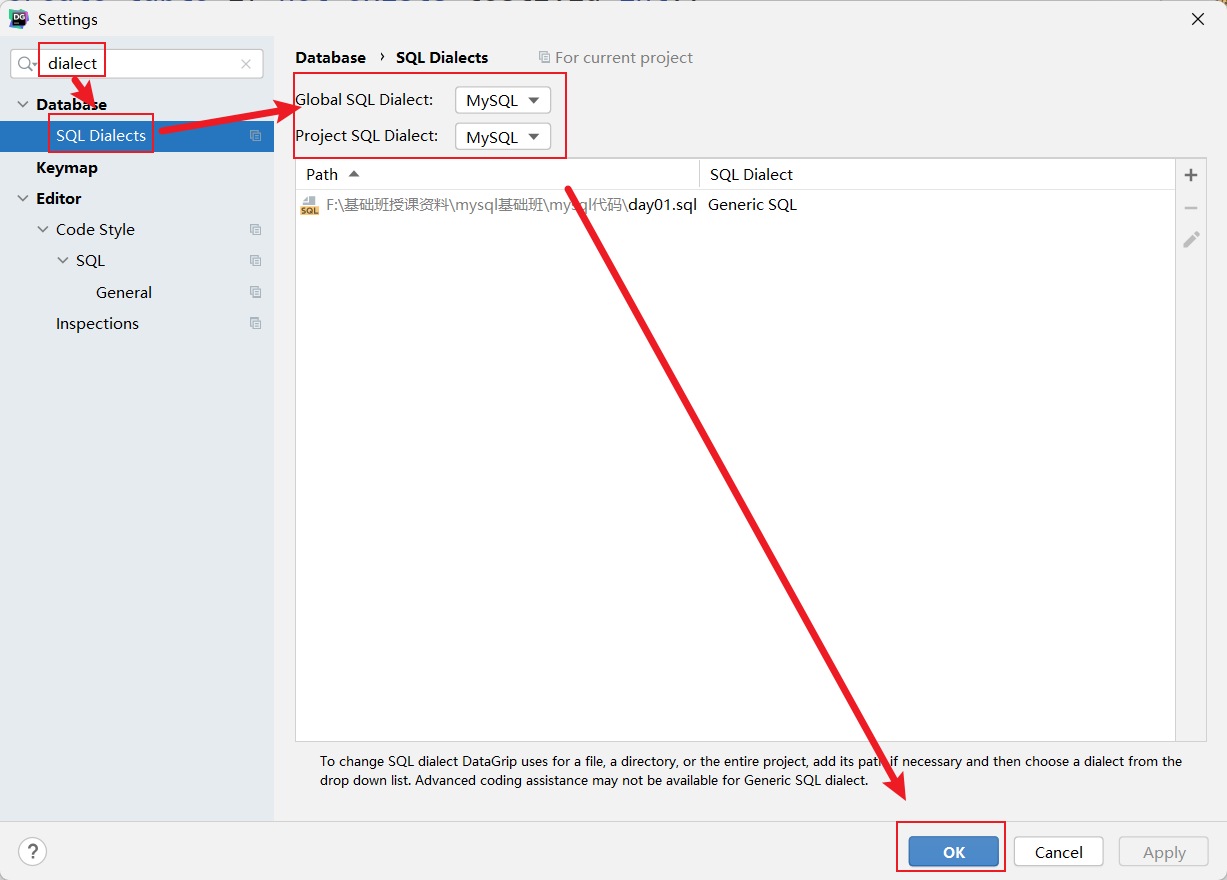 Settings
dialect
Database
SQL Dialects
Keymap
Editor
Code Style
SQL
General
Inspections
Database › SQL Dialects For current project
Global SQL Dialect: MySQL
Project SQL Dialect: MySQL
Path SQL Dialect
F:\基础班授课资料\mysql基础班\mysql代码\day01.sql Generic SQL
To change SQL dialect DataGrip uses for a file, a directory, or the entire project, add its path if necessary and then choose a dialect from the
drop down list. Advanced coding assistance may not be available for Generic SQL dialect.
? OK Cancel Apply